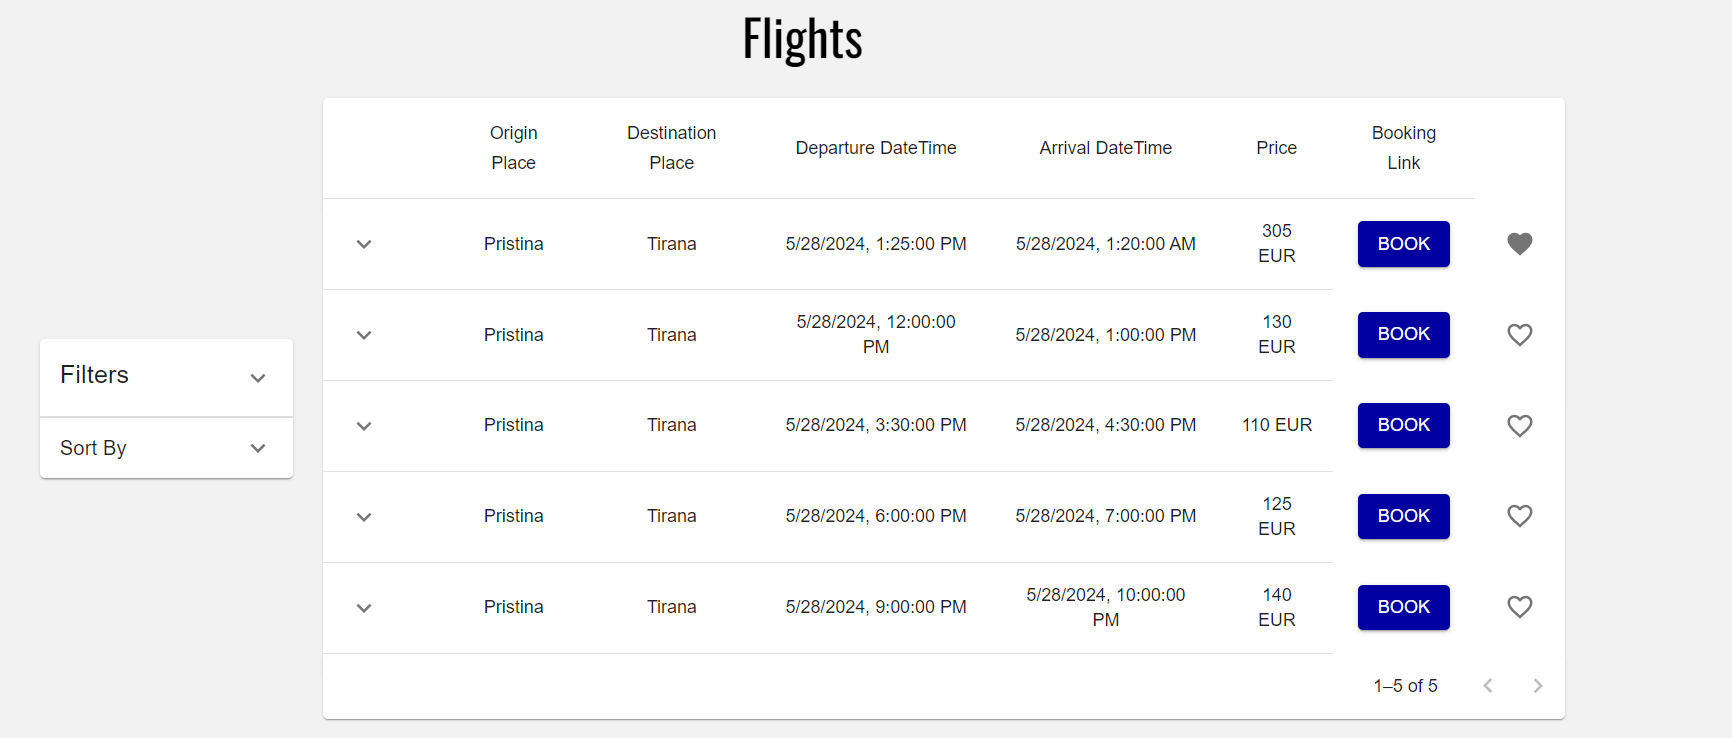 Flights
Origin
Place
Destination
Place
Departure DateTime
Arrival DateTime
Price
Booking
Link
Pristina
Tirana
5/28/2024, 1:25:00 PM
5/28/2024, 1:20:00 AM
305
EUR
BOOK
Pristina
Tirana
5/28/2024, 12:00:00
PM
5/28/2024, 1:00:00 PM
130
EUR
BOOK
Pristina
Tirana
5/28/2024, 3:30:00 PM
5/28/2024, 4:30:00 PM
110 EUR
BOOK
Pristina
Tirana
5/28/2024, 6:00:00 PM
5/28/2024, 7:00:00 PM
125
EUR
BOOK
Pristina
Tirana
5/28/2024, 9:00:00 PM
5/28/2024, 10:00:00
PM
140
EUR
BOOK
1–5 of 5
Filters
Sort By